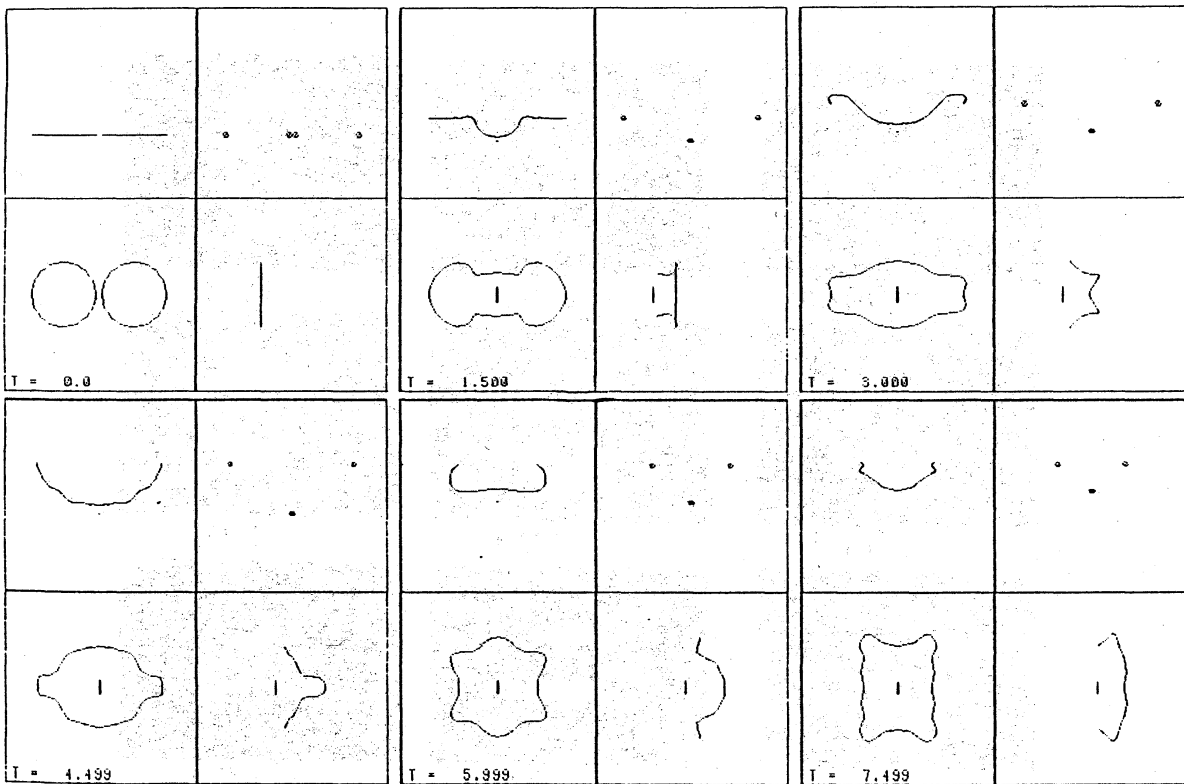 T = 0.0
T = 1.500
T = 3.000
T = 4.499
T = 5.999
T = 7.499